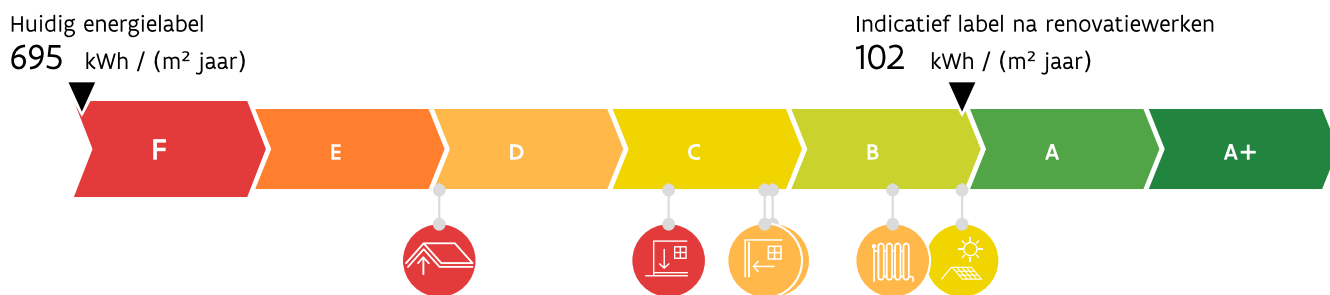 Huidig energielabel
695 kWh / (m² jaar)
Indicatief label na renovatiewerken
102 kWh / (m² jaar)
F E D C B A A+